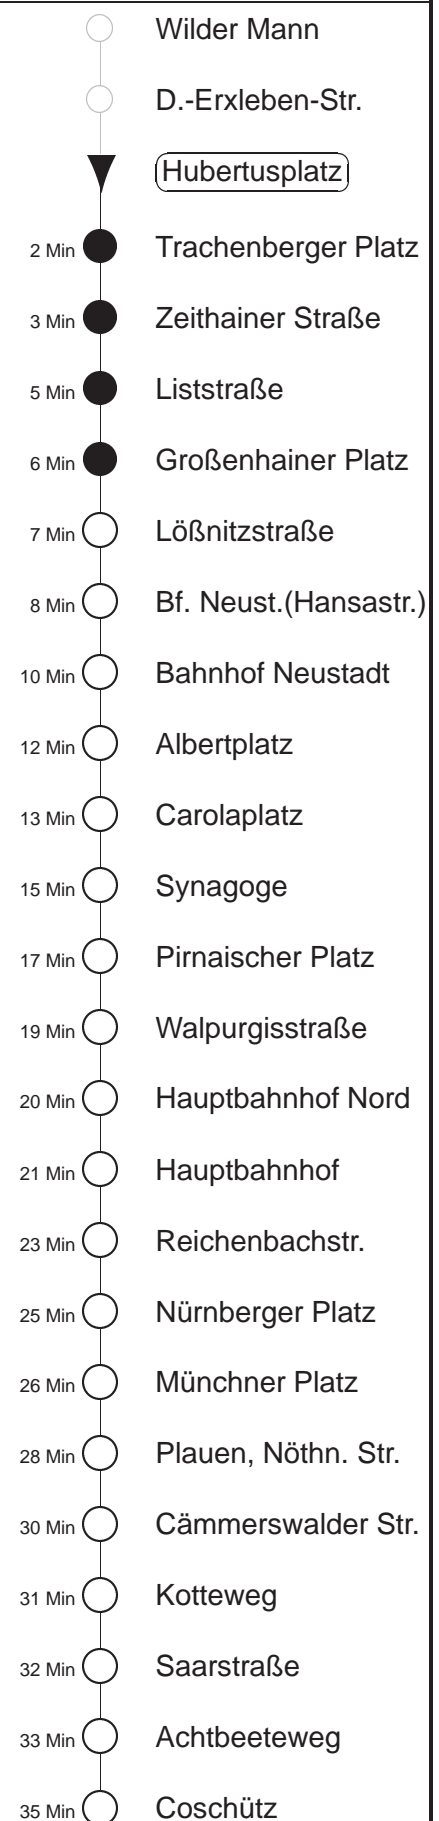 Wilder Mann
D.-Erxleben-Str.
Hubertusplatz
2 Min Trachenberger Platz
3 Min Zeithainer Straße
5 Min Liststraße
6 Min Großenhainer Platz
7 Min Lößnitzstraße
8 Min Bf. Neust.(Hansastr.)
10 Min Bahnhof Neustadt
12 Min Albertplatz
13 Min Carolaplatz
15 Min Synagoge
17 Min Pirnaischer Platz
19 Min Walpurgisstraße
20 Min Hauptbahnhof Nord
21 Min Hauptbahnhof
23 Min Reichenbachstr.
25 Min Nürnberger Platz
26 Min Münchner Platz
28 Min Plauen, Nöthn. Str.
30 Min Cämmerswalder Str.
31 Min Kotteweg
32 Min Saarstraße
33 Min Achtbeeteweg
35 Min Coschütz